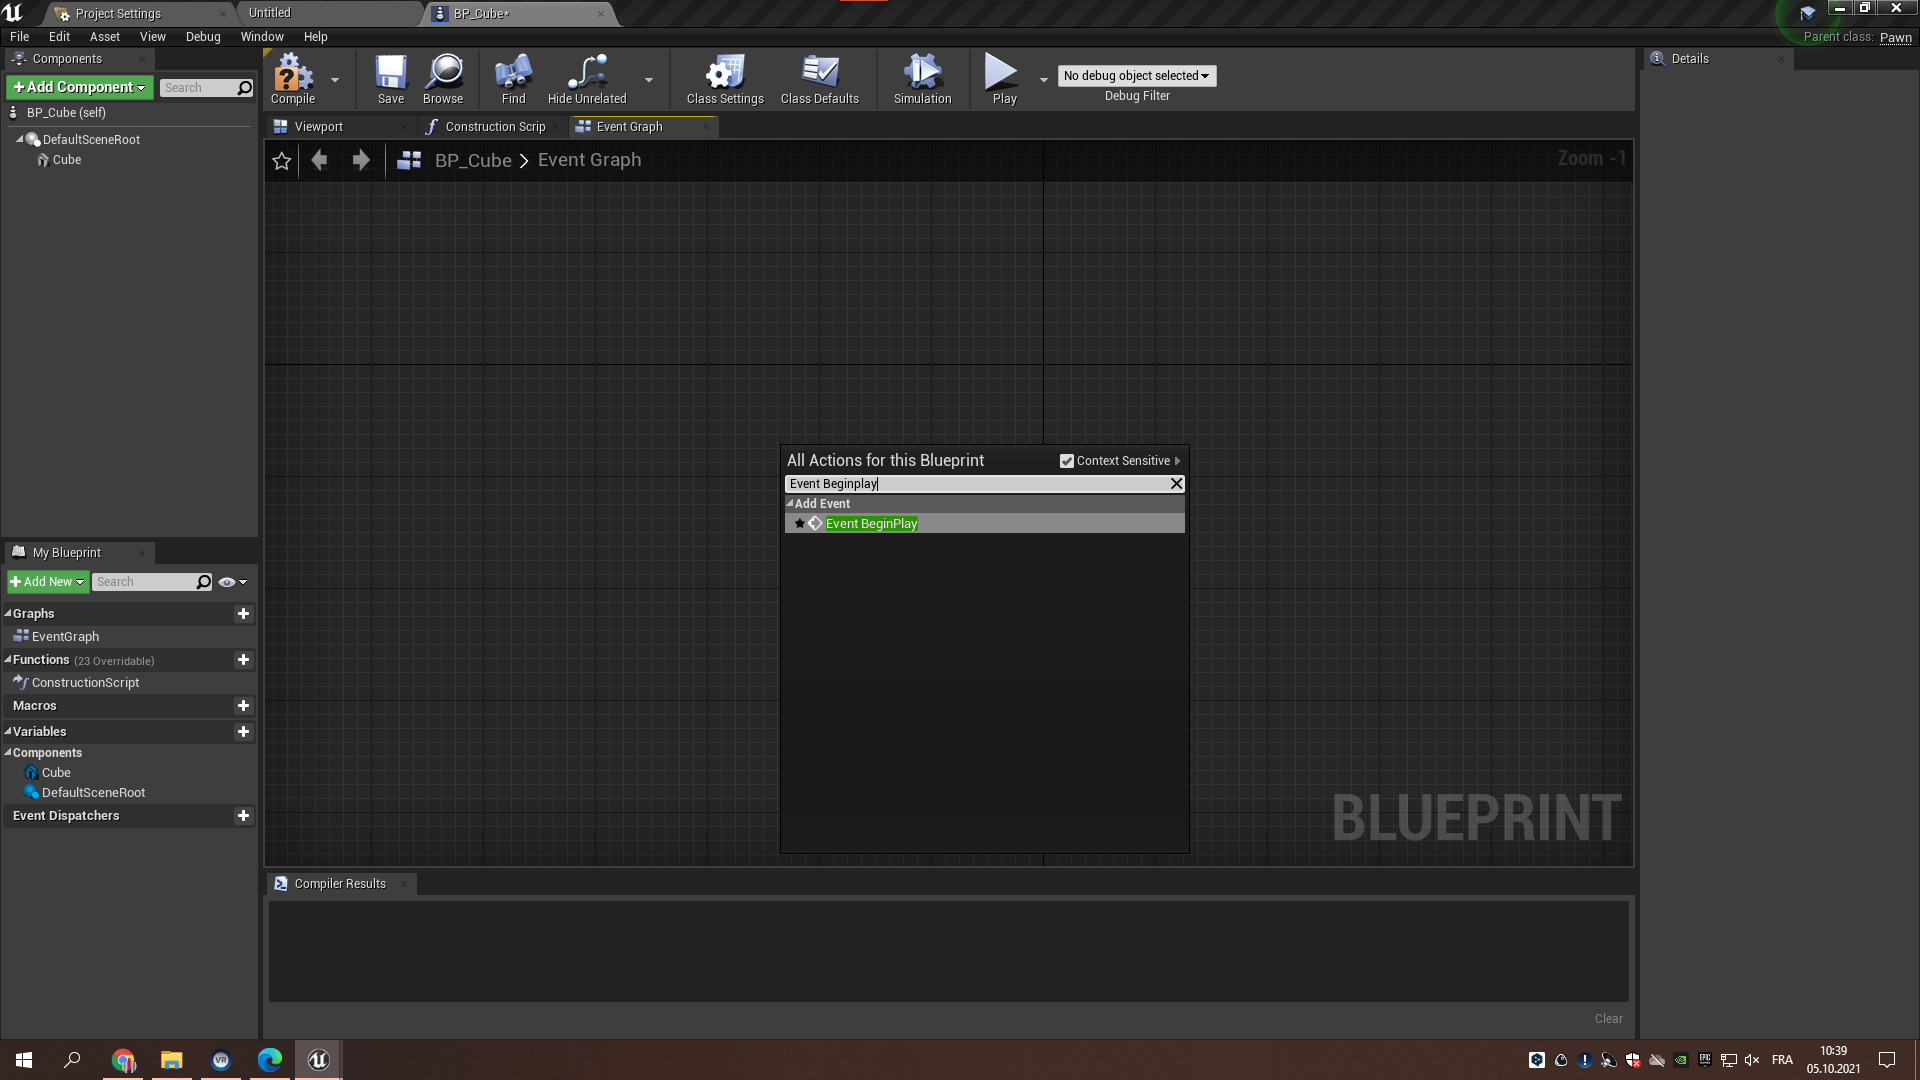 Project Settings
Untitled
BP_Cube*
File Edit Asset View Debug Window Help
Parent class: Pawn
Components
+Add Component
Search
BP_Cube (self)
DefaultSceneRoot
Cube
Compile
Save
Browse
Find
Hide Unrelated
Class Settings
Class Defaults
Simulation
Play
No debug object selected
Debug Filter
Details
Viewport
Construction Scrip
Event Graph
BP_Cube > Event Graph
Zoom -1
All Actions for this Blueprint
Context Sensitive
Event Beginplay
Add Event
Event BeginPlay
BLUEPRINT
My Blueprint
+Add New
Search
Graphs
EventGraph
Functions (23 Overridable)
ConstructionScript
Macros
Variables
Components
Cube
DefaultSceneRoot
Event Dispatchers
Compiler Results
Clear
VR
EPIC
FRA
10:39
05.10.2021